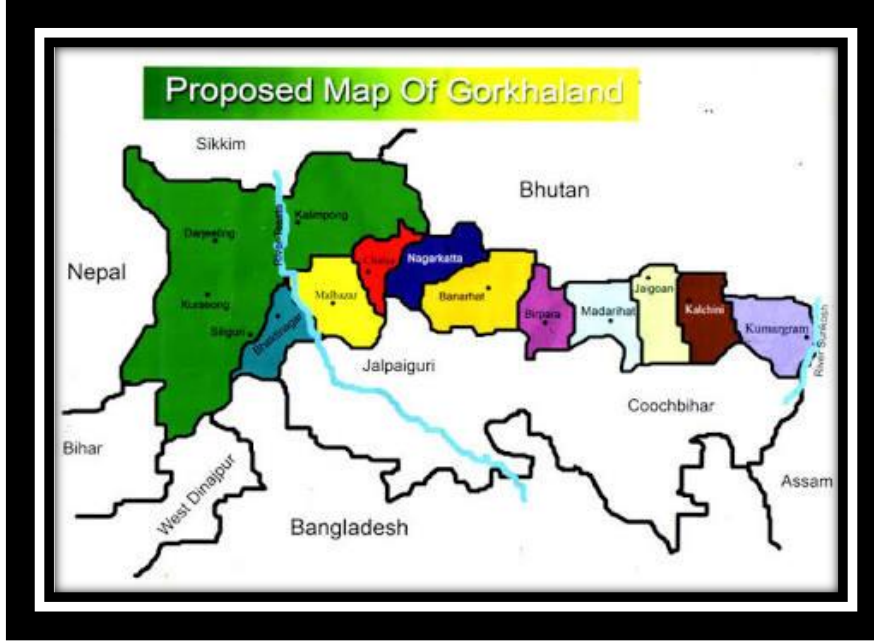 Proposed Map Of Gorkhaland
Sikkim
Bhutan
Kalimpong
Darjeeling
River
Nepal
Nagarkatta
Malbazar
Banarhat
Jaigoan
Kurseong
Siliguri
Bhaktinagar
Birpara
Madarihat
Kalchini
Kumargram
River Sunkosh
Jalpaiguri
Coochbihar
Bihar
West Dinajpur
Assam
Bangladesh